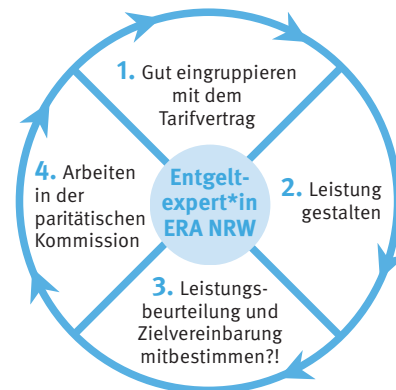 1. Gut eingruppieren
mit dem
Tarifvertrag
2. Leistung
gestalten
3. Leistungs-
beurteilung und
Zielvereinbarung
mitbestimmen?!
4. Arbeiten
in der
paritätischen
Kommission
Entgelt-
expert*in
ERA NRW